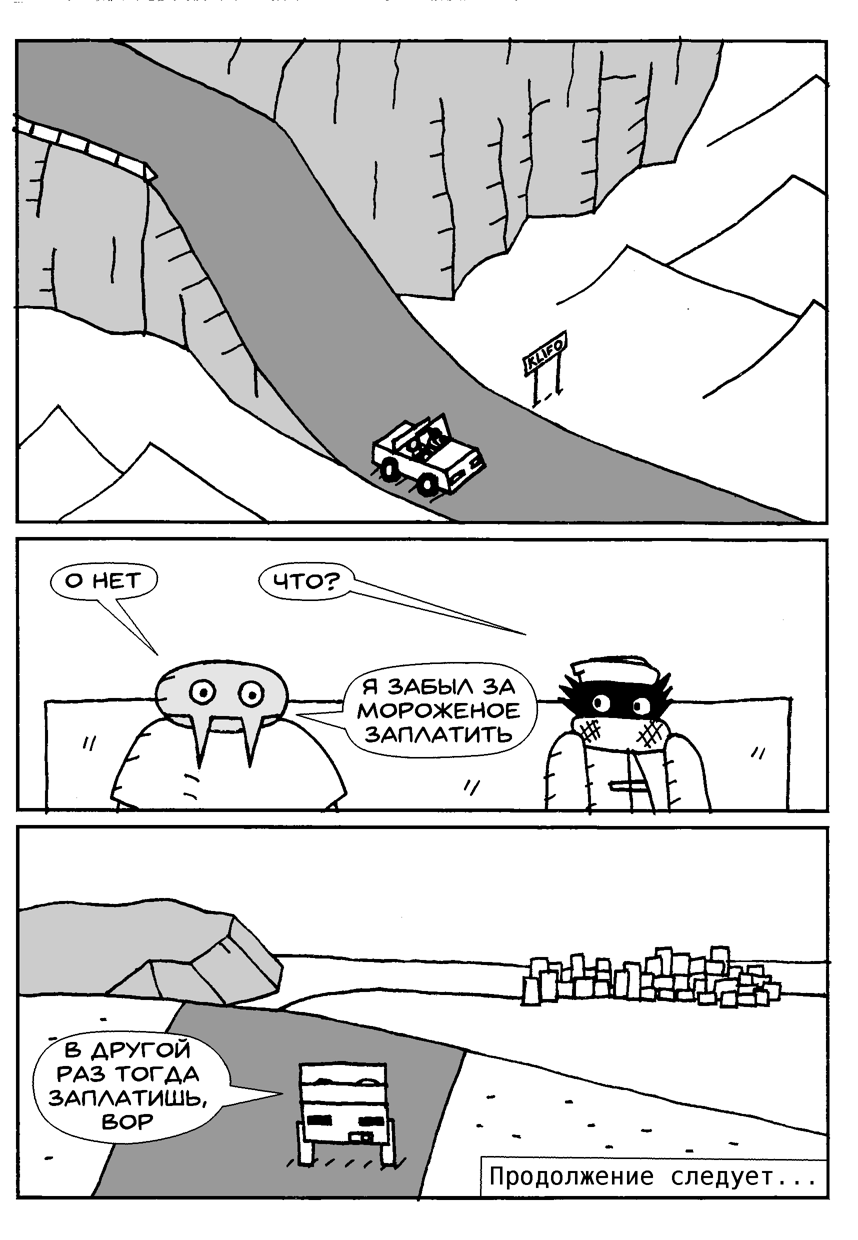 KLIFO
О НЕТ
ЧТО?
Я ЗАБЫЛ ЗА
МОРОЖЕНОЕ
ЗАПЛАТИТЬ
В ДРУГОЙ
РАЗ ТОГДА
ЗАПЛАТИШЬ,
ВОР
Продолжение следует...